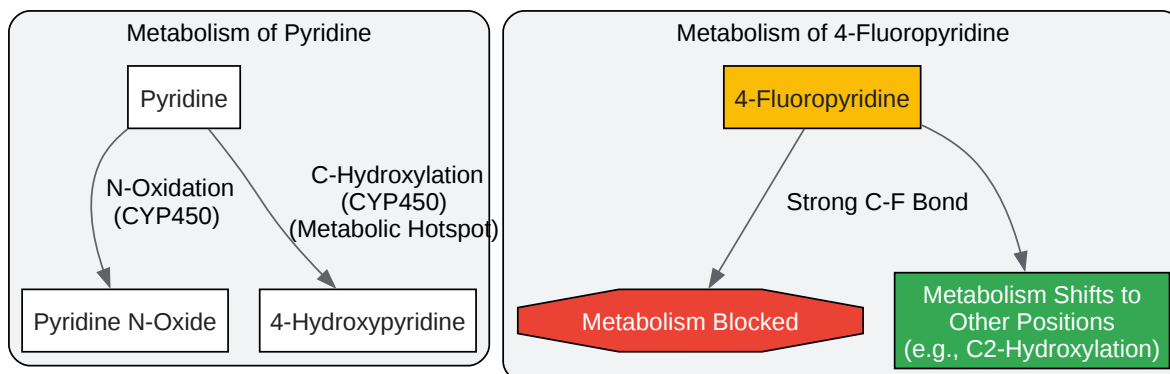 Metabolism of Pyridine
Pyridine
N-Oxidation
(CYP450)
C-Hydroxylation
(CYP450)
(Metabolic Hotspot)
Pyridine N-Oxide
4-Hydroxypyridine
Metabolism of 4-Fluoropyridine
4-Fluoropyridine
Strong C-F Bond
Metabolism Blocked
Metabolism Shifts to
Other Positions
(e.g., C2-Hydroxylation)